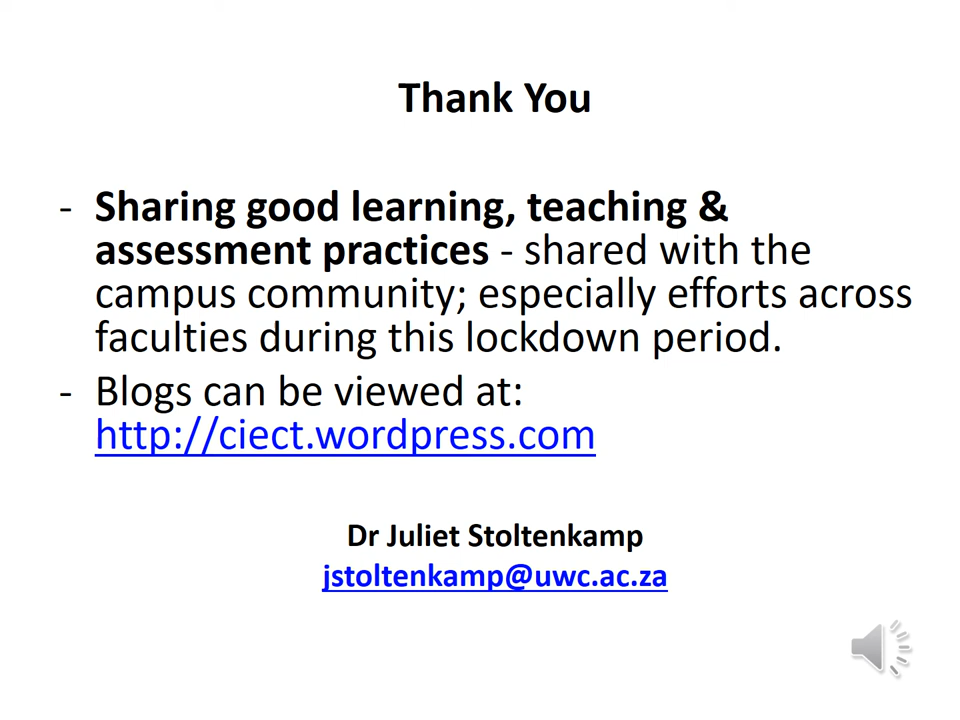 Thank You
- Sharing good learning, teaching &
assessment practices - shared with the
campus community; especially efforts across
faculties during this lockdown period.
- Blogs can be viewed at:
http://ciect.wordpress.com
Dr Juliet Stoltenkamp
jstoltenkamp@uwc.ac.za